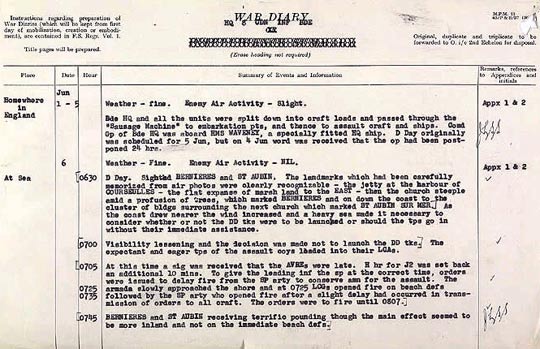 Instructions regarding preparation of
War Diaries (which will be kept from first
day of mobilisation, creation or embodi-
ment), are contained in F.S. Regs. Vol. 1.
Title pages will be prepared.
WAR DIARY
HQ 8 CDN INF BDE
(Erase heading not required)
M.F.M. 11
Original, duplicate and triplicate to be
forwarded to O. i/c 2nd Echelon for disposal.
Place
Day
Hour
Summary of Events and Information
Remarks, references
to Appendices and
initials
Somewhere
in
England
Jun
1 - 5
Weather - fine. Enemy Air Activity - Slight.
Appx 1 & 2
Bde HQ and all the units were split down into craft loads and passed through the
"Sausage Machine" to embarkation pts, and thence to assault craft and ships. Comd
Gp of Bde HQ was aboard HMS WAVENEY, a specially fitted HQ ship. D Day originally
was scheduled for 5 Jun, but on 4 Jun word was received that the op had been post-
poned 24 hrs.
6
Weather - Fine. Enemy Air Activity - NIL.
Appx 1 & 2
At Sea
0630
D Day. Sighted BERNIERES and ST AUBIN. The landmarks which had been carefully
memorized from air photos were clearly recognizable - the jetty at the harbour of
COURSEULLES - the flat expanse of marsh land to the EAST - then the church steeple
amid a profusion of trees, which marked BERNIERES and on down the coast to the
cluster of bldgs surrounding the next church which marked ST AUBIN SUR MER. As
the coast drew nearer the wind increased and a heavy sea made it necessary to
consider whether or not the DD tks were to be launched or should the tps go in
without their immediate assistance.
0700
Visibility lessening and the decision was made not to launch the DD tks. The
expectant and eager tps of the assault coys loaded into their LCAs.
0705
At this time a sig was received that the AVREs were late. H hr for J2 was set back
an additional 10 mins. To give the leading inf the sp at the correct time, orders
were issued to delay fire from the SP arty to conserve amn for the assault. The
0725
armada slowly approached the shore and at 0725 LCGs opened fire on beach defs
0735
followed by the SP arty who opened fire after a slight delay had occurred in trans-
mission of orders to all craft. The orders were to fire until 0807.
0745
BERNIERES and ST AUBIN receiving terrific pounding though the main effect seemed
to be more inland and not on the immediate beach defs.